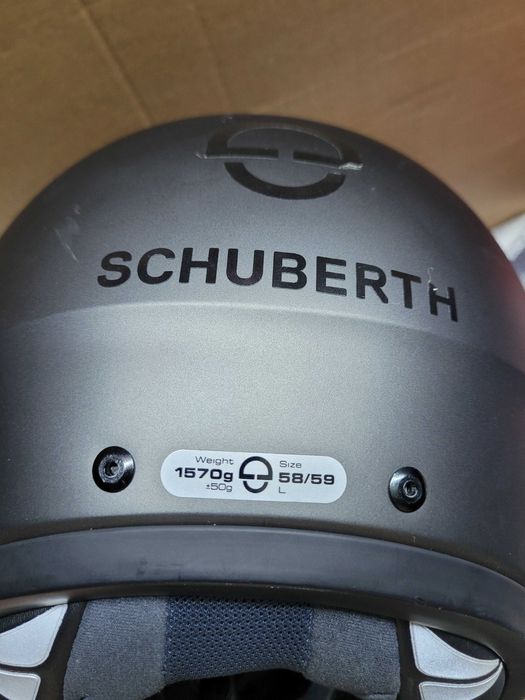 SCHUBERTH
Weight Size
1570g 58/59
±50g L